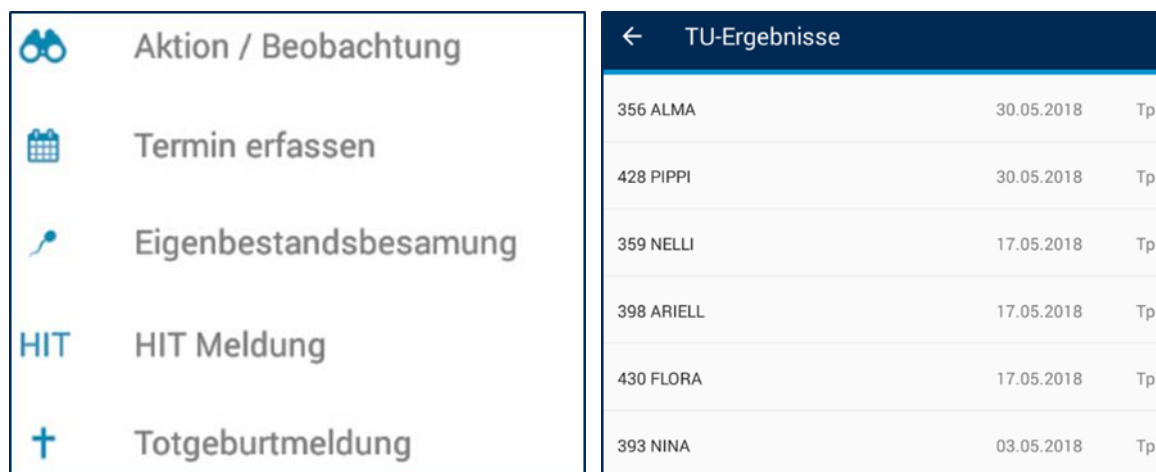 Aktion / Beobachtung
Termin erfassen
Eigenbestandsbesamung
HIT HIT Meldung
Totgeburtmeldung
TU-Ergebnisse
356 ALMA 30.05.2018 Tp
428 PIPPI 30.05.2018 Tp
359 NELLI 17.05.2018 Tp
398 ARIELL 17.05.2018 Tp
430 FLORA 17.05.2018 Tp
393 NINA 03.05.2018 Tp